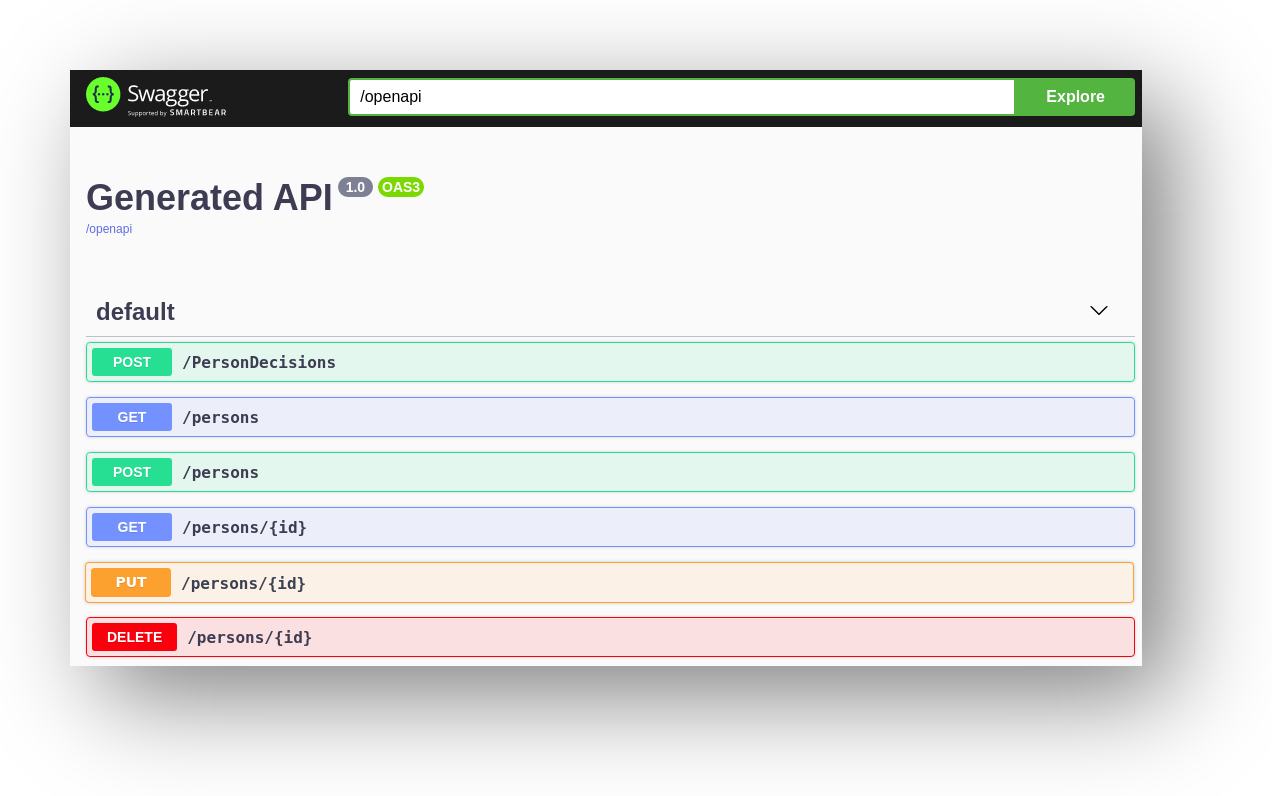 Swagger
Supported by SMARTBEAR
/openapi
Explore
Generated API 1.0 OAS3
/openapi
default
POST /PersonDecisions
GET /persons
POST /persons
GET /persons/{id}
PUT /persons/{id}
DELETE /persons/{id}